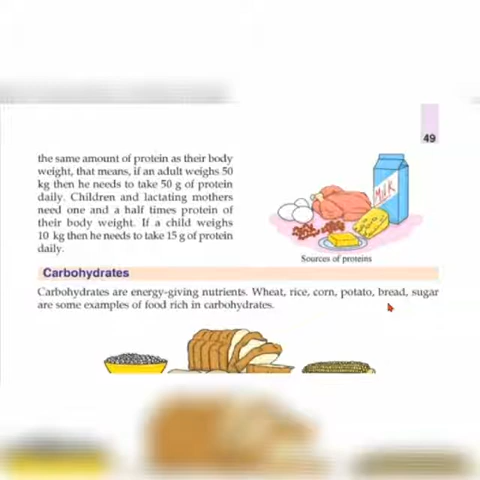 49
the same amount of protein as their body
weight, that means, if an adult weighs 50
kg then he needs to take 50 g of protein
daily. Children and lactating mothers
need one and a half times protein of
their body weight. If a child weighs
10 kg then he needs to take 15 g of protein
daily.
MILK
Sources of proteins
Carbohydrates
Carbohydrates are energy-giving nutrients. Wheat, rice, corn, potato, bread, sugar
are some examples of food rich in carbohydrates.